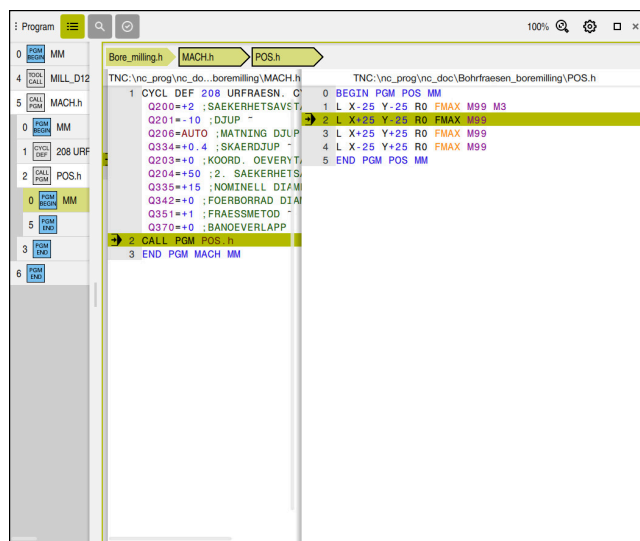 Program
100%
0 PGM BEGIN MM
4 TOOL CALL MILL_D12
5 CALL PGM MACH.h
0 PGM BEGIN MM
1 CYCL DEF 208 URF
2 CALL PGM POS.h
0 PGM BEGIN MM
5 PGM END
3 PGM END
6 PGM END
Bore_milling.h MACH.h POS.h
TNC:\nc_prog\nc_do...boremilling\MACH.h
1 CYCL DEF 208 URFRAESN. CY
Q200=+2 ;SAEKERHETSAVSTA
Q201=-10 ;DJUP ~
Q206=AUTO ;MATNING DJUP
Q334=+0.4 ;SKAERDJUP ~
Q203=+0 ;KOORD. OEVERYTA
Q204=+50 ;2. SAEKERHETSA
Q335=+15 ;NOMINELL DIAME
Q342=+0 ;FOERBORRAD DIAM
Q351=+1 ;FRAESSMETOD ~
Q370=+0 ;BANOEVERLAPP
2 CALL PGM POS.h
3 END PGM MACH MM
TNC:\nc_prog\nc_doc\Bohrfraesen_boremilling\POS.h
0 BEGIN PGM POS MM
1 L X-25 Y-25 R0 FMAX M99 M3
2 L X+25 Y-25 R0 FMAX M99
3 L X+25 Y+25 R0 FMAX M99
4 L X-25 Y+25 R0 FMAX M99
5 END PGM POS MM